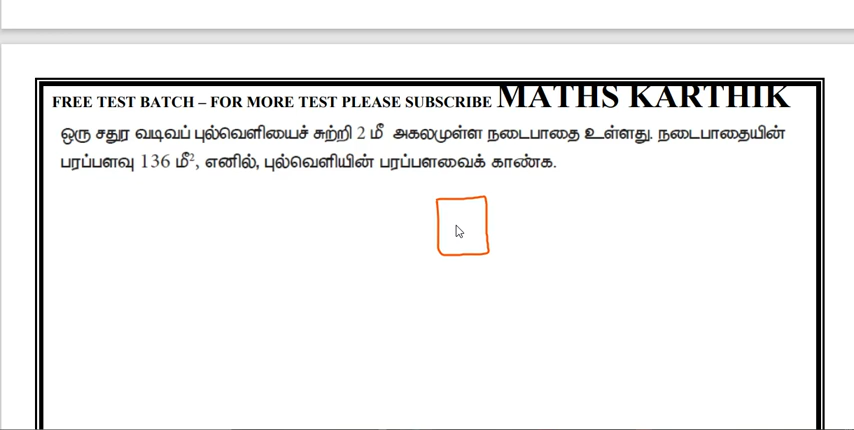 FREE TEST BATCH – FOR MORE TEST PLEASE SUBSCRIBE MATHS KARTHIK
ஒரு சதுர வடிவப் புல்வெளியைச் சுற்றி 2 மீ அகலமுள்ள நடைபாதை உள்ளது. நடைபாதையின்
பரப்பளவு 136 மீ², எனில், புல்வெளியின் பரப்பளவைக் காண்க.